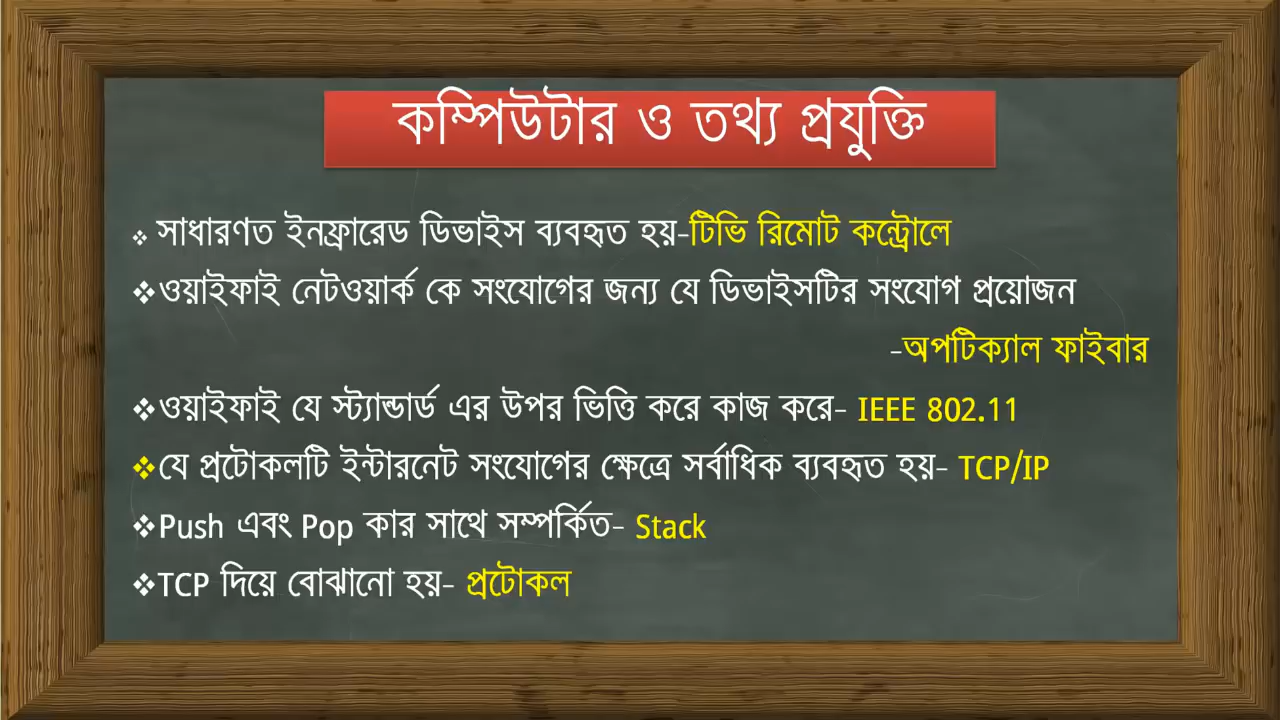 কম্পিউটার ও তথ্য প্রযুক্তি
❖ সাধারণত ইনফ্রারেড ডিভাইস ব্যবহৃত হয়-টিভি রিমোট কন্ট্রোলে
❖ওয়াইফাই নেটওয়ার্ক কে সংযোগের জন্য যে ডিভাইসটির সংযোগ প্রয়োজন
-অপটিক্যাল ফাইবার
❖ওয়াইফাই যে স্ট্যান্ডার্ড এর উপর ভিত্তি করে কাজ করে- IEEE 802.11
❖যে প্রটোকলটি ইন্টারনেট সংযোগের ক্ষেত্রে সর্বাধিক ব্যবহৃত হয়- TCP/IP
❖Push এবং Pop কার সাথে সম্পর্কিত- Stack
❖TCP দিয়ে বোঝানো হয়- প্রটোকল